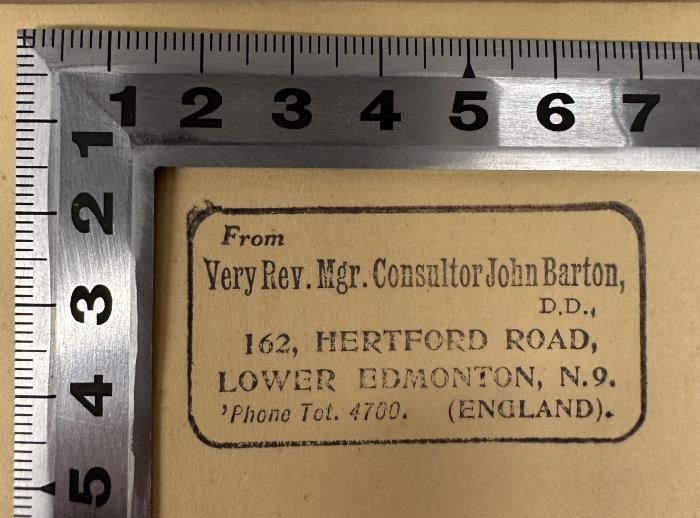 1 2 3 4 5 6 7
1
2
3
4
5
From
Very Rev. Mgr. Consultor John Barton,
D.D.,
162, HERTFORD ROAD,
LOWER EDMONTON, N.9.
'Phone Tot. 4700. (ENGLAND).